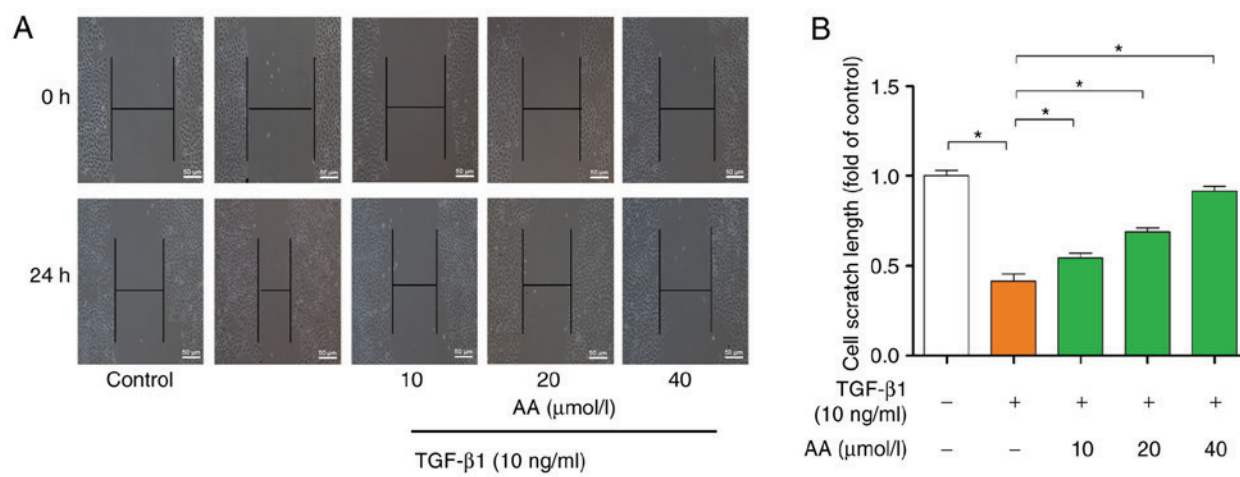 A
0 h
50 µm
50 µm
50 µm
50 µm
50 µm
24 h
50 µm
50 µm
50 µm
50 µm
50 µm
Control
10
20
40
AA (µmol/l)
TGF-β1 (10 ng/ml)
B
Cell scratch length (fold of control)
1.5
1.0
0.5
0.0
*
*
*
*
TGF-β1
(10 ng/ml)
– + + + +
AA (µmol/l) – – 10 20 40